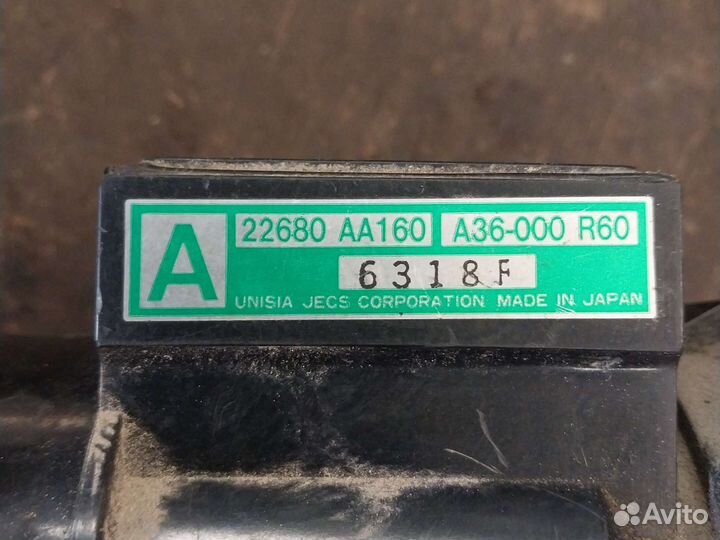 A
22680 AA160 A36-000 R60
6318F
UNISIA JECS CORPORATION MADE IN JAPAN
Avito